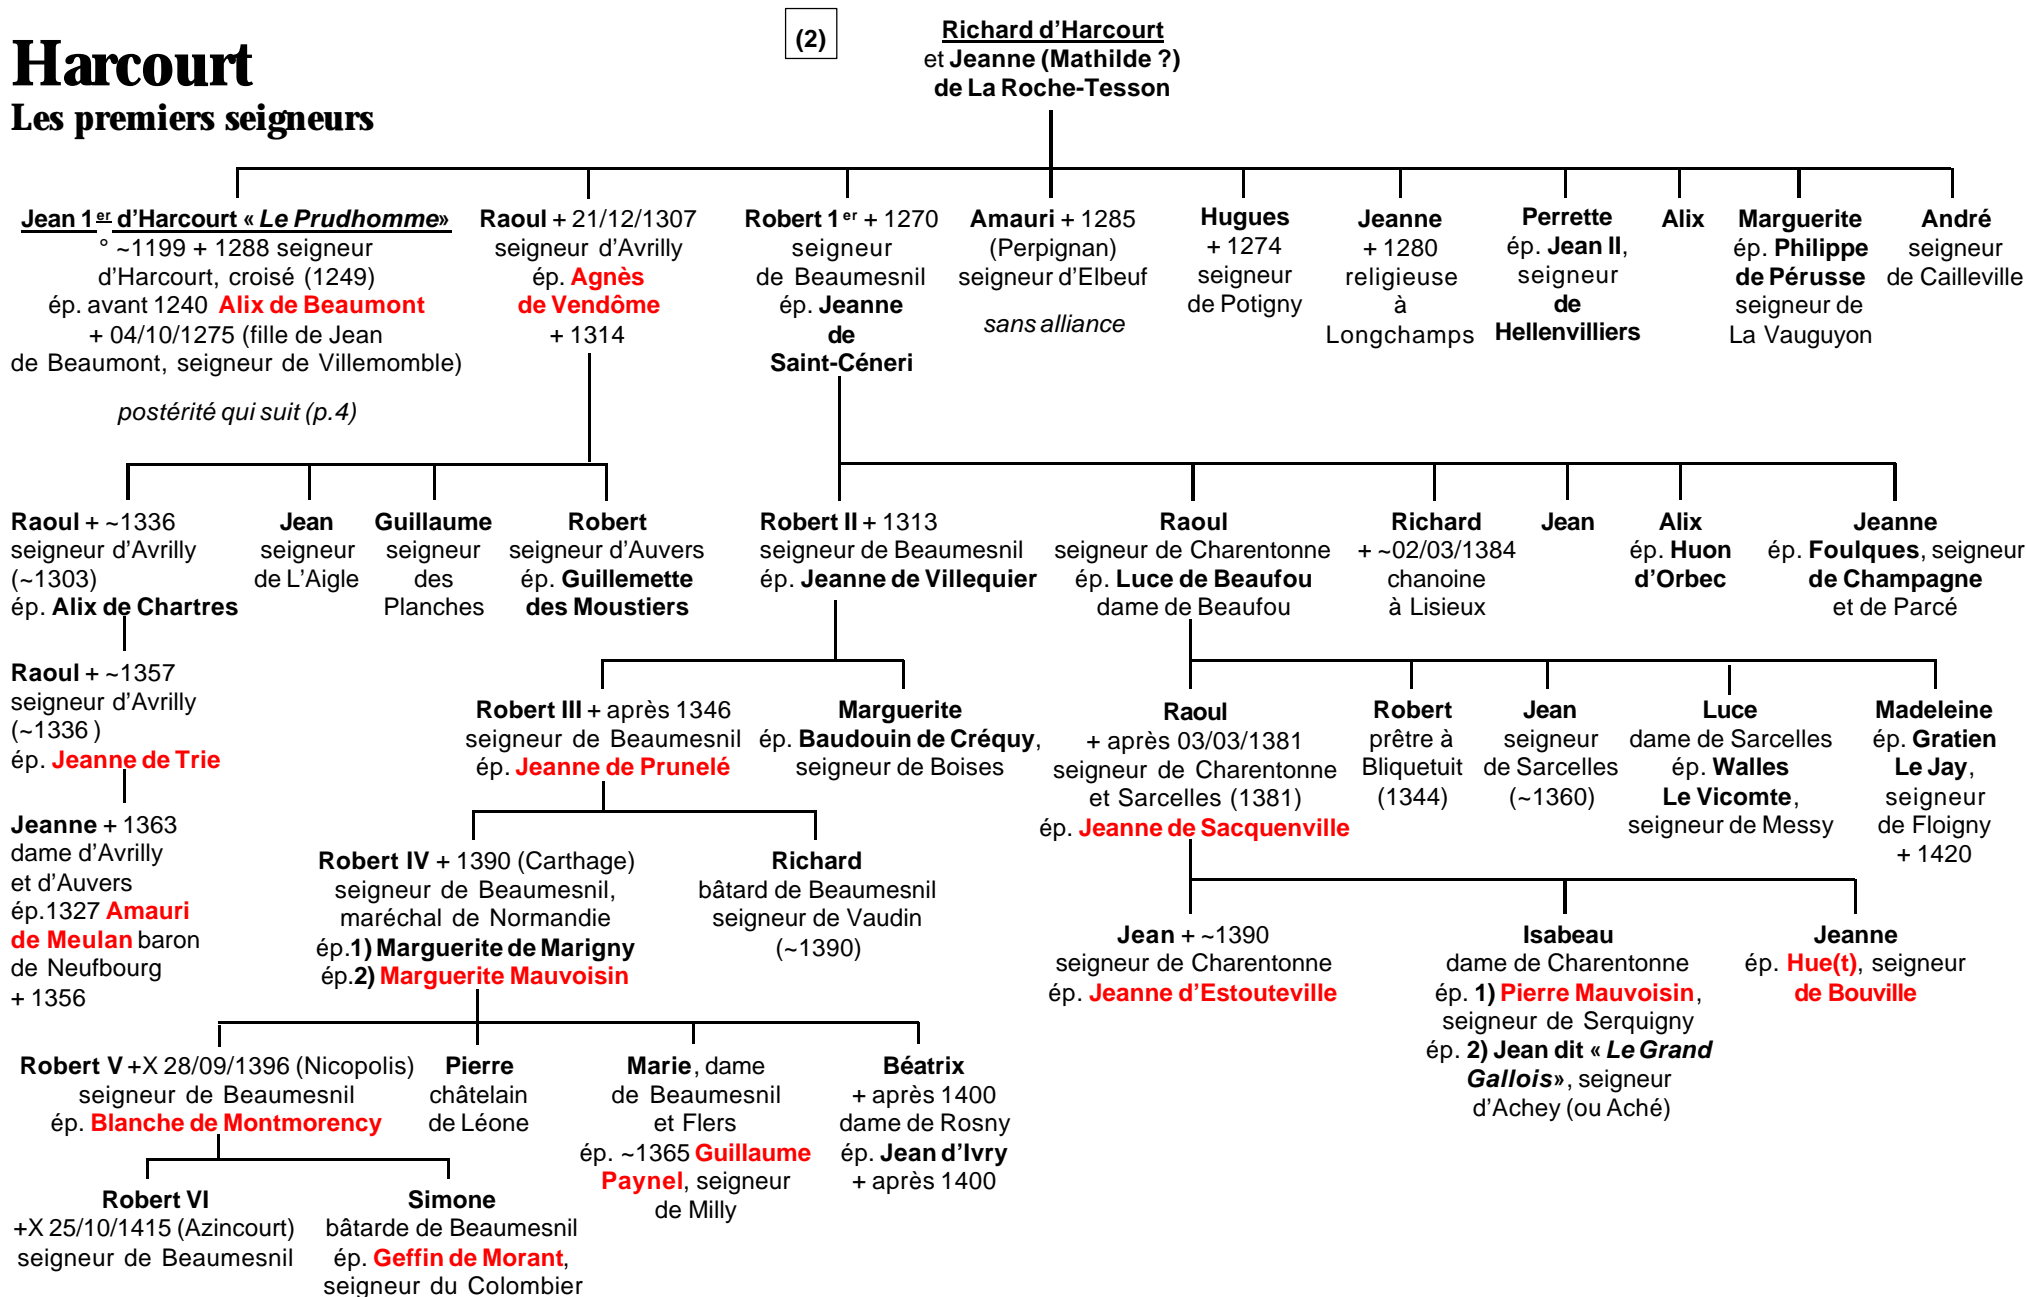 Harcourt
Les premiers seigneurs
(2)
Richard d'Harcourt
et Jeanne (Mathilde ?)
de La Roche-Tesson
Jean 1er d'Harcourt « Le Prudhomme»
° ~1199 + 1288 seigneur
d'Harcourt, croisé (1249)
ép. avant 1240 Alix de Beaumont
+ 04/10/1275 (fille de Jean
de Beaumont, seigneur de Villemomble)
postérité qui suit (p.4)
Raoul + 21/12/1307
seigneur d'Avrilly
ép. Agnès
de Vendôme
+ 1314
Robert 1er + 1270
seigneur
de Beaumesnil
ép. Jeanne
de
Saint-Céneri
Amauri + 1285
(Perpignan)
seigneur d'Elbeuf
sans alliance
Hugues
+ 1274
seigneur
de Potigny
Jeanne
+ 1280
religieuse
à
Longchamps
Perrette
ép. Jean II,
seigneur
de
Hellenvilliers
Alix
Marguerite
ép. Philippe
de Pérusse
seigneur de
La Vauguyon
André
seigneur
de Cailleville
Raoul + ~1336
seigneur d'Avrilly
(~1303)
ép. Alix de Chartres
Jean
seigneur
de L'Aigle
Guillaume
seigneur
des
Planches
Robert
seigneur d'Auvers
ép. Guillemette
des Moustiers
Robert II + 1313
seigneur de Beaumesnil
ép. Jeanne de Villequier
Raoul
seigneur de Charentonne
ép. Luce de Beaufou
dame de Beaufou
Richard
+ ~02/03/1384
chanoine
à Lisieux
Jean
Alix
ép. Huon
d'Orbec
Jeanne
ép. Foulques, seigneur
de Champagne
et de Parcé
Raoul + ~1357
seigneur d'Avrilly
(~1336 )
ép. Jeanne de Trie
Robert III + après 1346
seigneur de Beaumesnil
ép. Jeanne de Prunelé
Marguerite
ép. Baudouin de Créquy,
seigneur de Boises
Raoul
+ après 03/03/1381
seigneur de Charentonne
et Sarcelles (1381)
ép. Jeanne de Sacquenville
Robert
prêtre à
Bliquetuit
(1344)
Jean
seigneur
de Sarcelles
(~1360)
Luce
dame de Sarcelles
ép. Walles
Le Vicomte,
seigneur de Messy
Madeleine
ép. Gratien
Le Jay,
seigneur
de Floigny
+ 1420
Jeanne + 1363
dame d'Avrilly
et d'Auvers
ép.1327 Amauri
de Meulan baron
de Neufbourg
+ 1356
Robert IV + 1390 (Carthage)
seigneur de Beaumesnil,
maréchal de Normandie
ép.1) Marguerite de Marigny
ép.2) Marguerite Mauvoisin
Richard
bâtard de Beaumesnil
seigneur de Vaudin
(~1390)
Jean + ~1390
seigneur de Charentonne
ép. Jeanne d'Estouteville
Isabeau
dame de Charentonne
ép. 1) Pierre Mauvoisin,
seigneur de Serquigny
ép. 2) Jean dit « Le Grand
Gallois», seigneur
d'Achey (ou Aché)
Jeanne
ép. Hue(t), seigneur
de Bouville
Robert V +X 28/09/1396 (Nicopolis)
seigneur de Beaumesnil
ép. Blanche de Montmorency
Pierre
châtelain
de Léone
Marie, dame
de Beaumesnil
et Flers
ép. ~1365 Guillaume
Paynel, seigneur
de Milly
Béatrix
+ après 1400
dame de Rosny
ép. Jean d'Ivry
+ après 1400
Robert VI
+X 25/10/1415 (Azincourt)
seigneur de Beaumesnil
Simone
bâtarde de Beaumesnil
ép. Geffin de Morant,
seigneur du Colombier